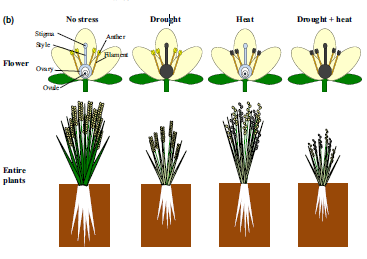 (b)
No stress
Drought
Heat
Drought + heat
Stigma
Style
Anther
Filament
Flower
Ovary
Ovule
Entire
plants